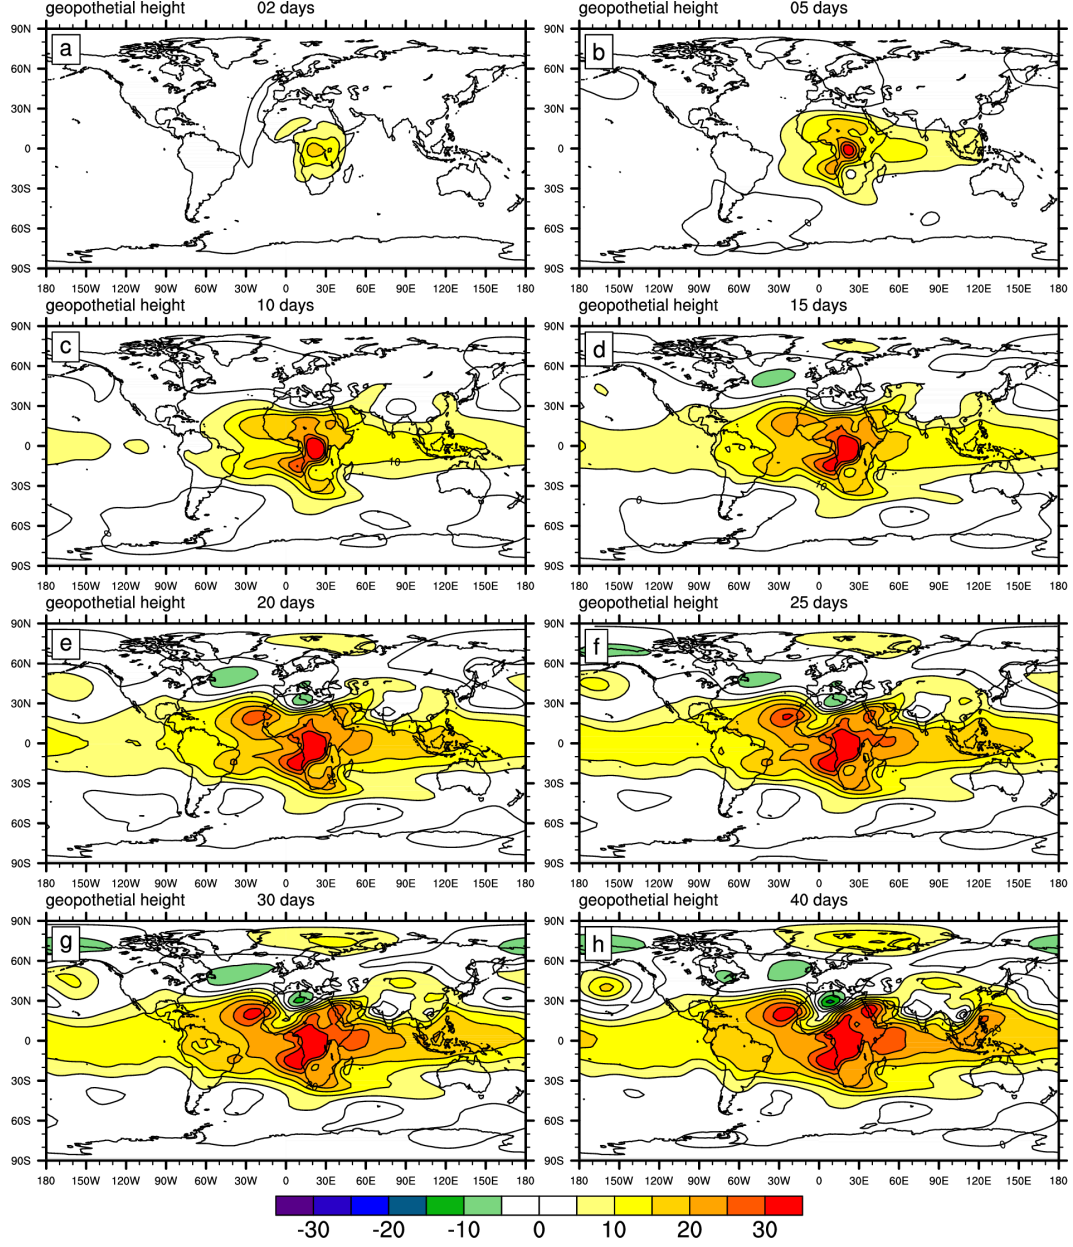 geopothetial height 02 days
geopothetial height 05 days
a
b
90N
60N
30N
0
30S
60S
90S
90N
60N
30N
0
30S
60S
90S
0
180 150W 120W 90W 60W 30W 0 30E 60E 90E 120E 150E 180
180 150W 120W 90W 60W 30W 0 30E 60E 90E 120E 150E 180
geopothetial height 10 days
geopothetial height 15 days
c
d
90N
60N
30N
0
30S
60S
90S
90N
60N
30N
0
30S
60S
90S
10
0
10
0
180 150W 120W 90W 60W 30W 0 30E 60E 90E 120E 150E 180
180 150W 120W 90W 60W 30W 0 30E 60E 90E 120E 150E 180
geopothetial height 20 days
geopothetial height 25 days
e
f
90N
60N
30N
0
30S
60S
90S
90N
60N
30N
0
30S
60S
90S
180 150W 120W 90W 60W 30W 0 30E 60E 90E 120E 150E 180
180 150W 120W 90W 60W 30W 0 30E 60E 90E 120E 150E 180
geopothetial height 30 days
geopothetial height 40 days
g
h
90N
60N
30N
0
30S
60S
90S
90N
60N
30N
0
30S
60S
90S
0
180 150W 120W 90W 60W 30W 0 30E 60E 90E 120E 150E 180
180 150W 120W 90W 60W 30W 0 30E 60E 90E 120E 150E 180
-30 -20 -10 0 10 20 30